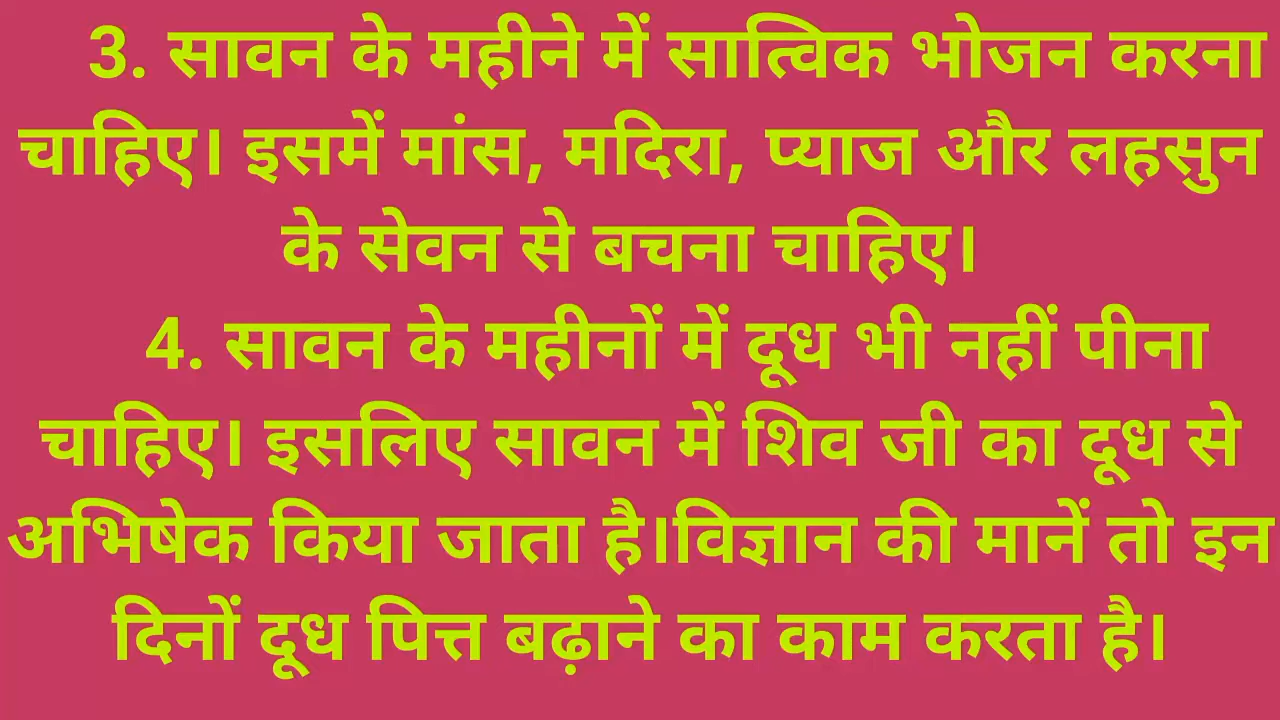 3. सावन के महीने में सात्विक भोजन करना
चाहिए। इसमें मांस, मदिरा, प्याज और लहसुन
के सेवन से बचना चाहिए।
4. सावन के महीनों में दूध भी नहीं पीना
चाहिए। इसलिए सावन में शिव जी का दूध से
अभिषेक किया जाता है।विज्ञान की मानें तो इन
दिनों दूध पित्त बढ़ाने का काम करता है।